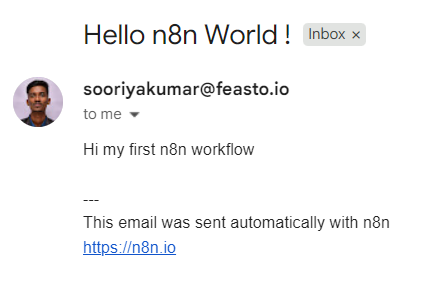 Hello n8n World ! Inbox ×
sooriyakumar@feasto.io
to me
Hi my first n8n workflow
---
This email was sent automatically with n8n
https://n8n.io